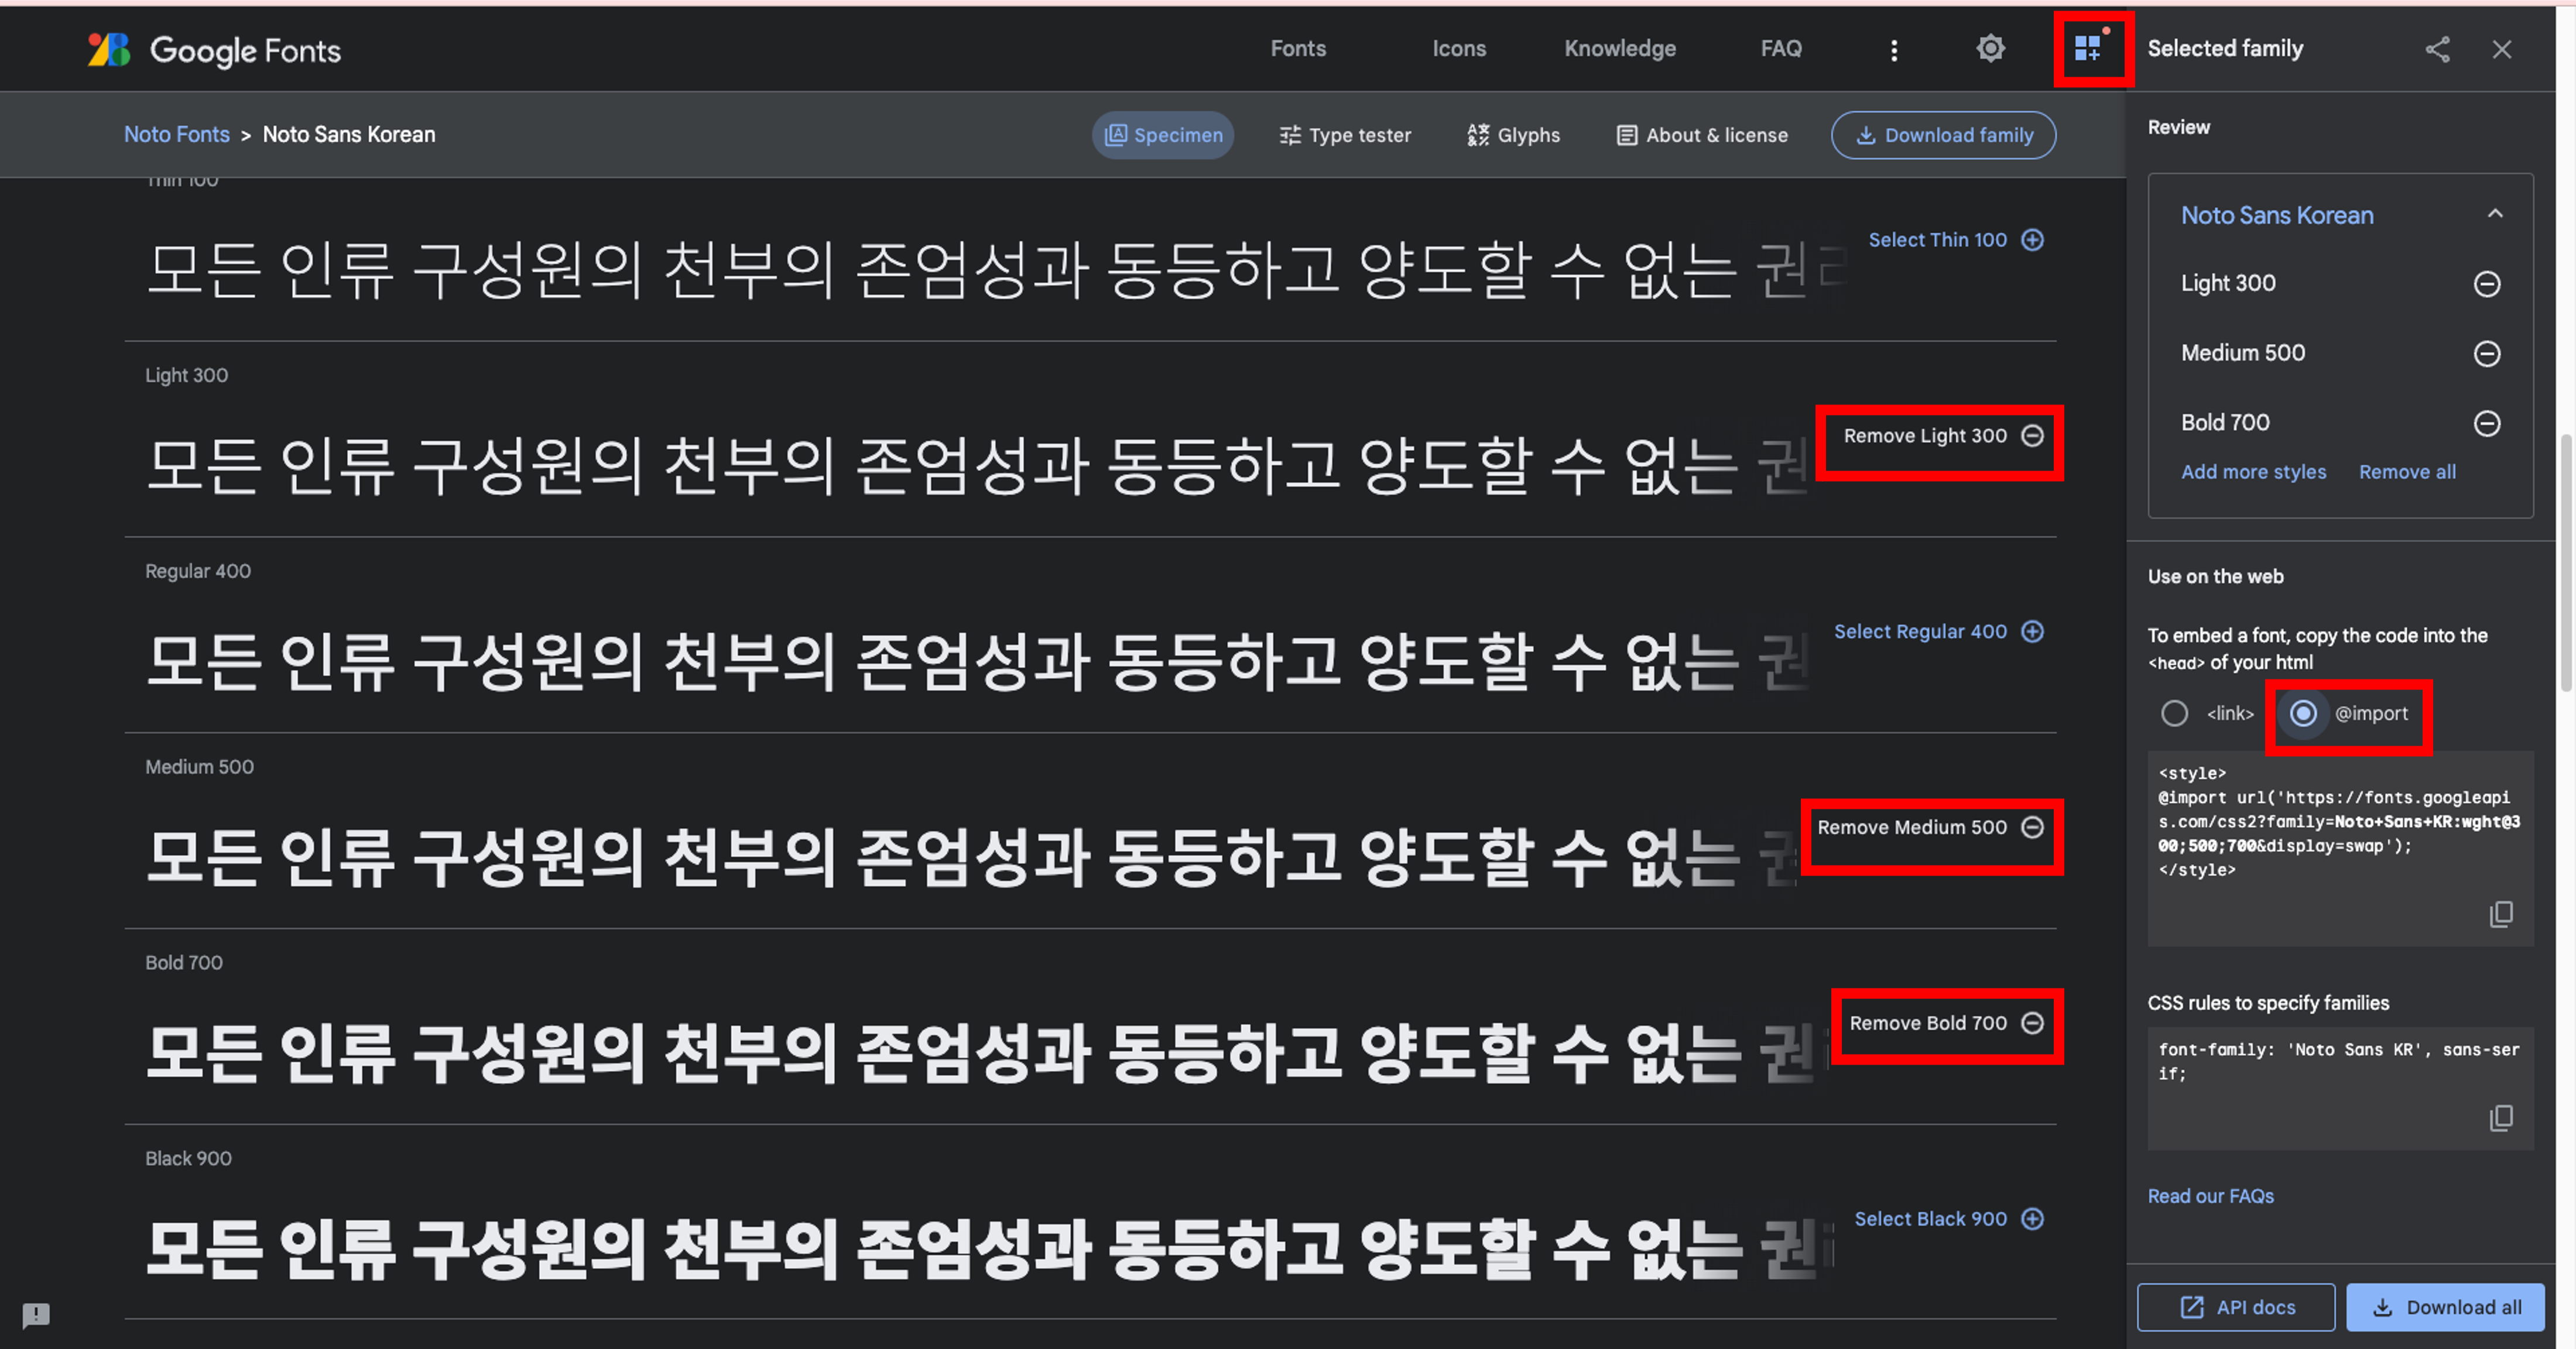 Google Fonts
Fonts
Icons
Knowledge
FAQ
Selected family
Noto Fonts > Noto Sans Korean
Specimen
Type tester
Glyphs
About & license
Download family
Thin 100
모든 인류 구성원의 천부의 존엄성과 동등하고 양도할 수 없는 권
Select Thin 100
Light 300
모든 인류 구성원의 천부의 존엄성과 동등하고 양도할 수 없는 권
Remove Light 300
Regular 400
모든 인류 구성원의 천부의 존엄성과 동등하고 양도할 수 없는 권
Select Regular 400
Medium 500
모든 인류 구성원의 천부의 존엄성과 동등하고 양도할 수 없는 권
Remove Medium 500
Bold 700
모든 인류 구성원의 천부의 존엄성과 동등하고 양도할 수 없는 권
Remove Bold 700
Black 900
모든 인류 구성원의 천부의 존엄성과 동등하고 양도할 수 없는 권
Select Black 900
Review
Noto Sans Korean
Light 300
Medium 500
Bold 700
Add more styles
Remove all
Use on the web
To embed a font, copy the code into the
<head> of your html
<link>
@import
<style>
@import url('https://fonts.googleapi
s.com/css2?family=Noto+Sans+KR:wght@3
00;500;700&display=swap');
</style>
CSS rules to specify families
font-family: 'Noto Sans KR', sans-ser
if;
Read our FAQs
API docs
Download all